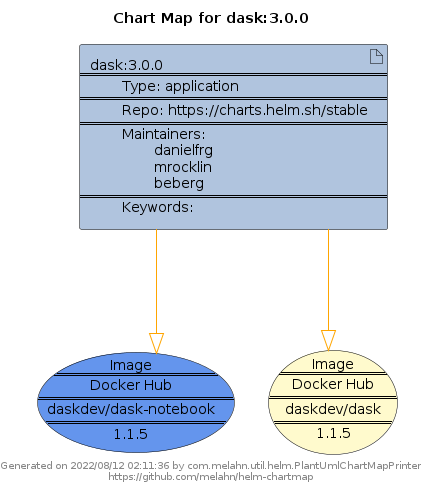 Chart Map for dask:3.0.0
dask:3.0.0
Type: application
Repo: https://charts.helm.sh/stable
Maintainers:
danielfrg
mrocklin
beberg
Keywords:
Image
Docker Hub
daskdev/dask-notebook
1.1.5
Image
Docker Hub
daskdev/dask
1.1.5
Generated on 2022/08/12 02:11:36 by com.melahn.util.helm.PlantUmlChartMapPrinter
https://github.com/melahn/helm-chartmap